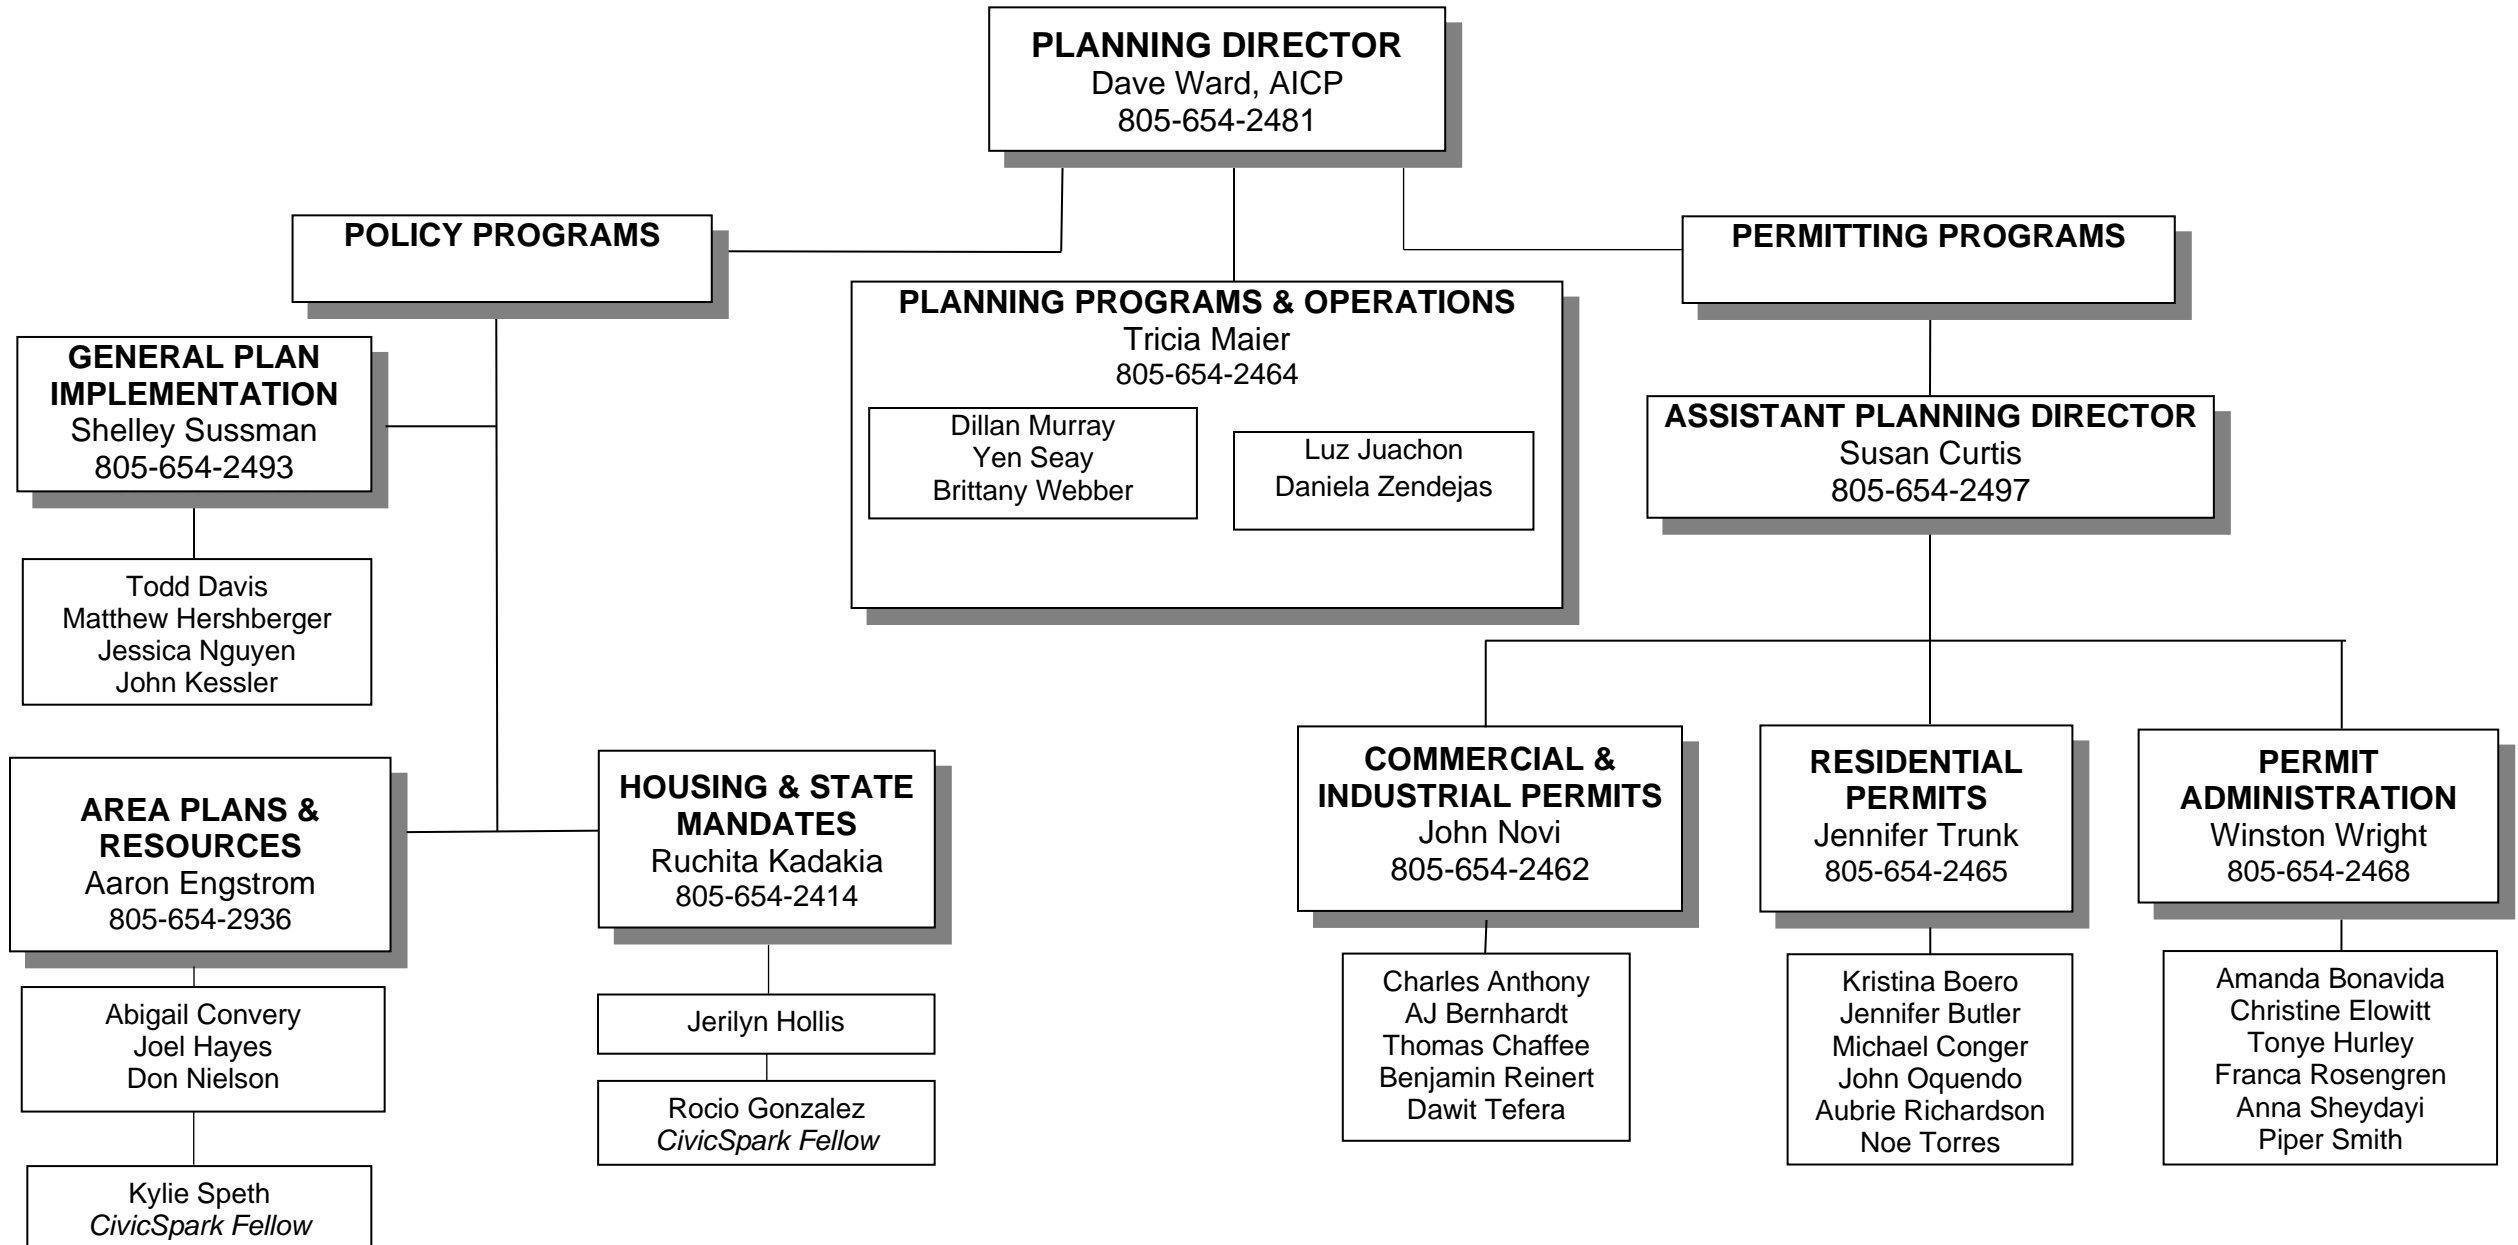 PLANNING DIRECTOR
Dave Ward, AICP
805-654-2481
POLICY PROGRAMS
PERMITTING PROGRAMS
PLANNING PROGRAMS & OPERATIONS
Tricia Maier
805-654-2464
Dillan Murray
Yen Seay
Brittany Webber
Luz Juachon
Daniela Zendejas
GENERAL PLAN
IMPLEMENTATION
Shelley Sussman
805-654-2493
Todd Davis
Matthew Hershberger
Jessica Nguyen
John Kessler
ASSISTANT PLANNING DIRECTOR
Susan Curtis
805-654-2497
AREA PLANS &
RESOURCES
Aaron Engstrom
805-654-2936
Abigail Convery
Joel Hayes
Don Nielson
Kylie Speth
CivicSpark Fellow
HOUSING & STATE
MANDATES
Ruchita Kadakia
805-654-2414
Jerilyn Hollis
Rocio Gonzalez
CivicSpark Fellow
COMMERCIAL &
INDUSTRIAL PERMITS
John Novi
805-654-2462
Charles Anthony
AJ Bernhardt
Thomas Chaffee
Benjamin Reinert
Dawit Tefera
RESIDENTIAL
PERMITS
Jennifer Trunk
805-654-2465
Kristina Boero
Jennifer Butler
Michael Conger
John Oquendo
Aubrie Richardson
Noe Torres
PERMIT
ADMINISTRATION
Winston Wright
805-654-2468
Amanda Bonavida
Christine Elowitt
Tonye Hurley
Franca Rosengren
Anna Sheydayi
Piper Smith